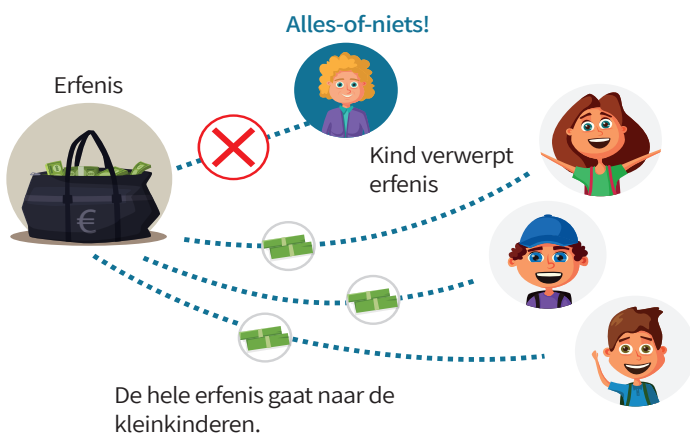 Alles-of-niets!
Erfenis
Kind verwerpt
erfenis
€
De hele erfenis gaat naar de
kleinkinderen.